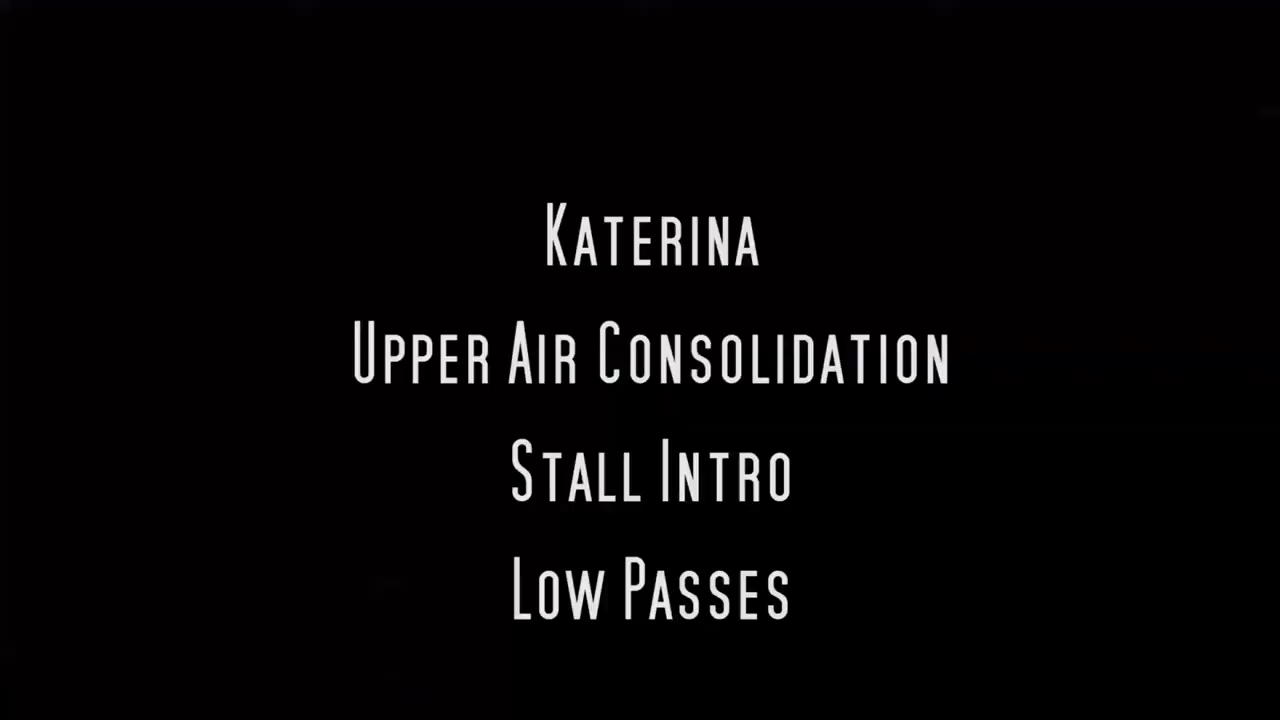 Katerina
Upper Air Consolidation
Stall Intro
Low Passes